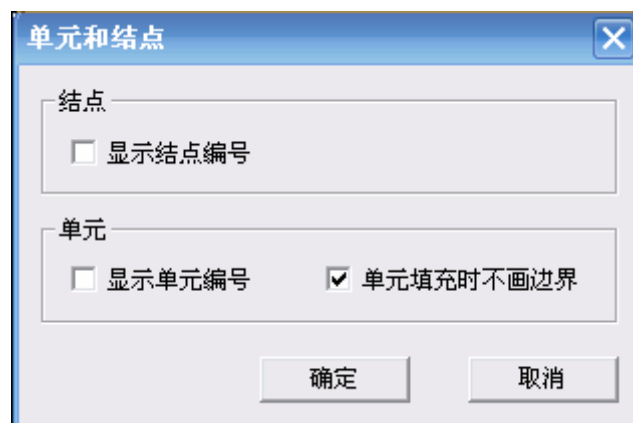 单元和结点
结点
显示结点编号
单元
显示单元编号 单元填充时不画边界
确定 取消